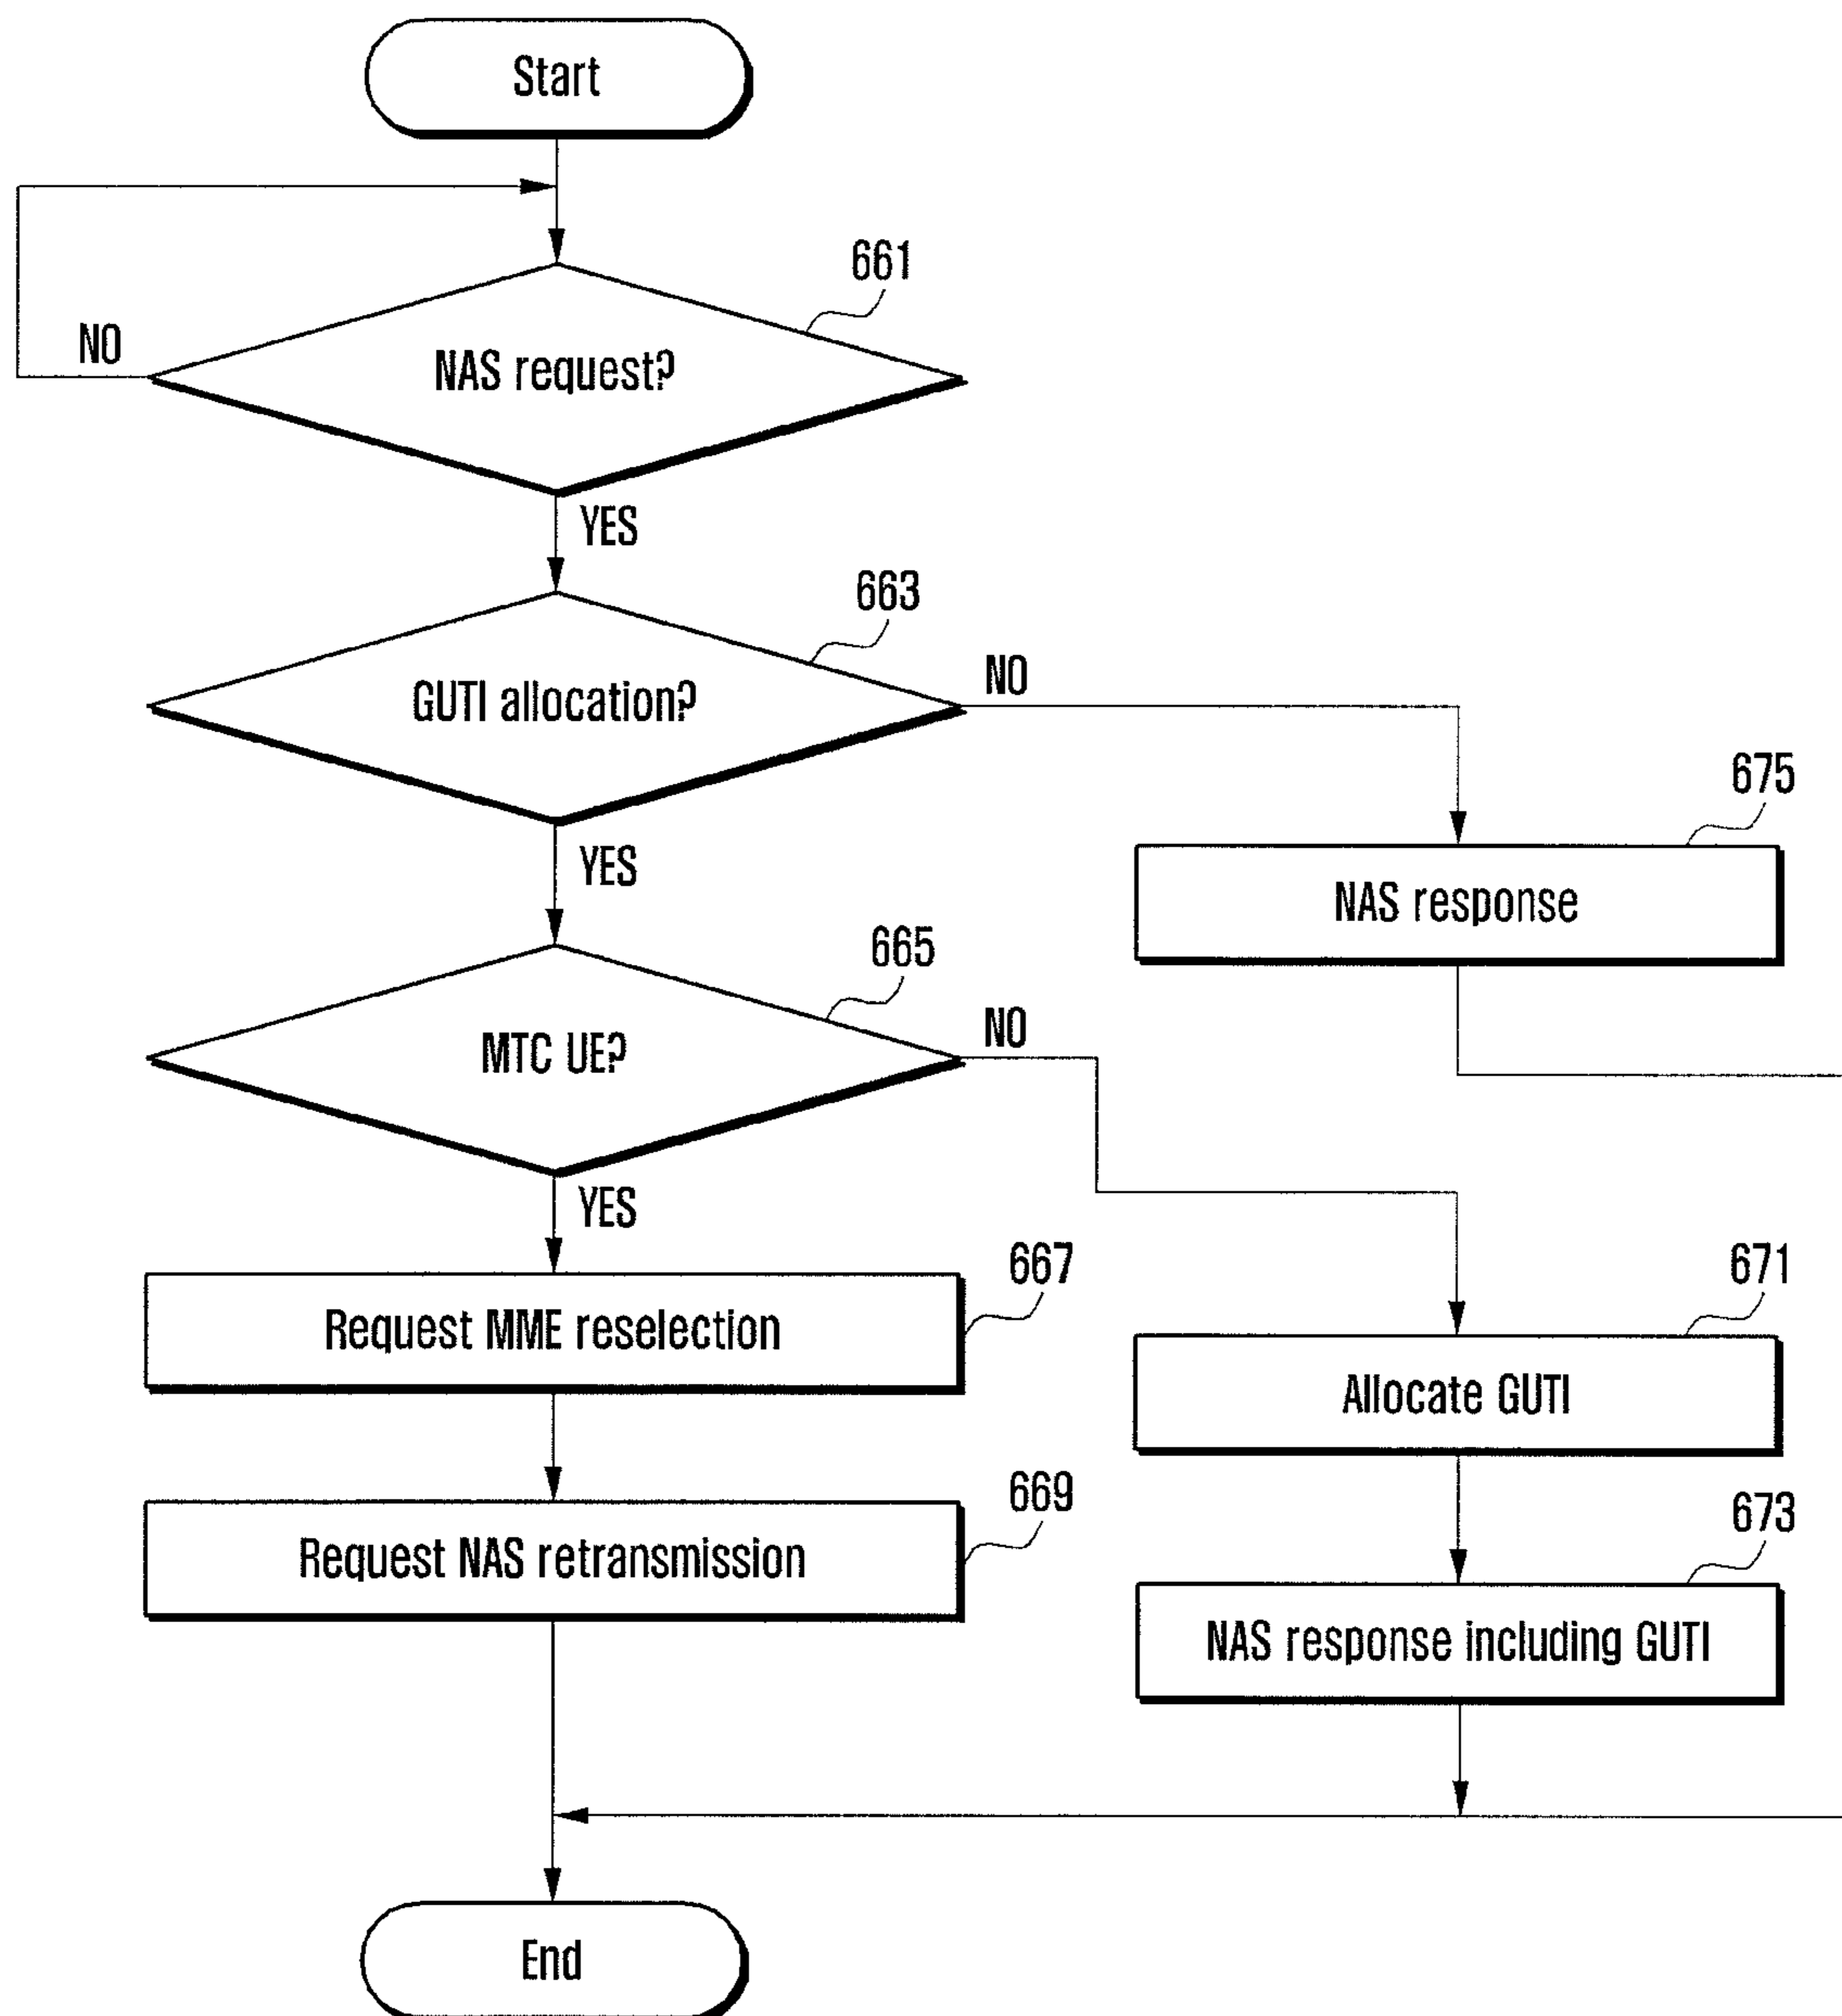 Start
661
NO
NAS request?
YES
663
NO
GUTI allocation?
675
YES
NAS response
665
NO
MTC UE?
YES
667
671
Request MME reselection
Allocate GUTI
669
673
Request NAS retransmission
NAS response including GUTI
End